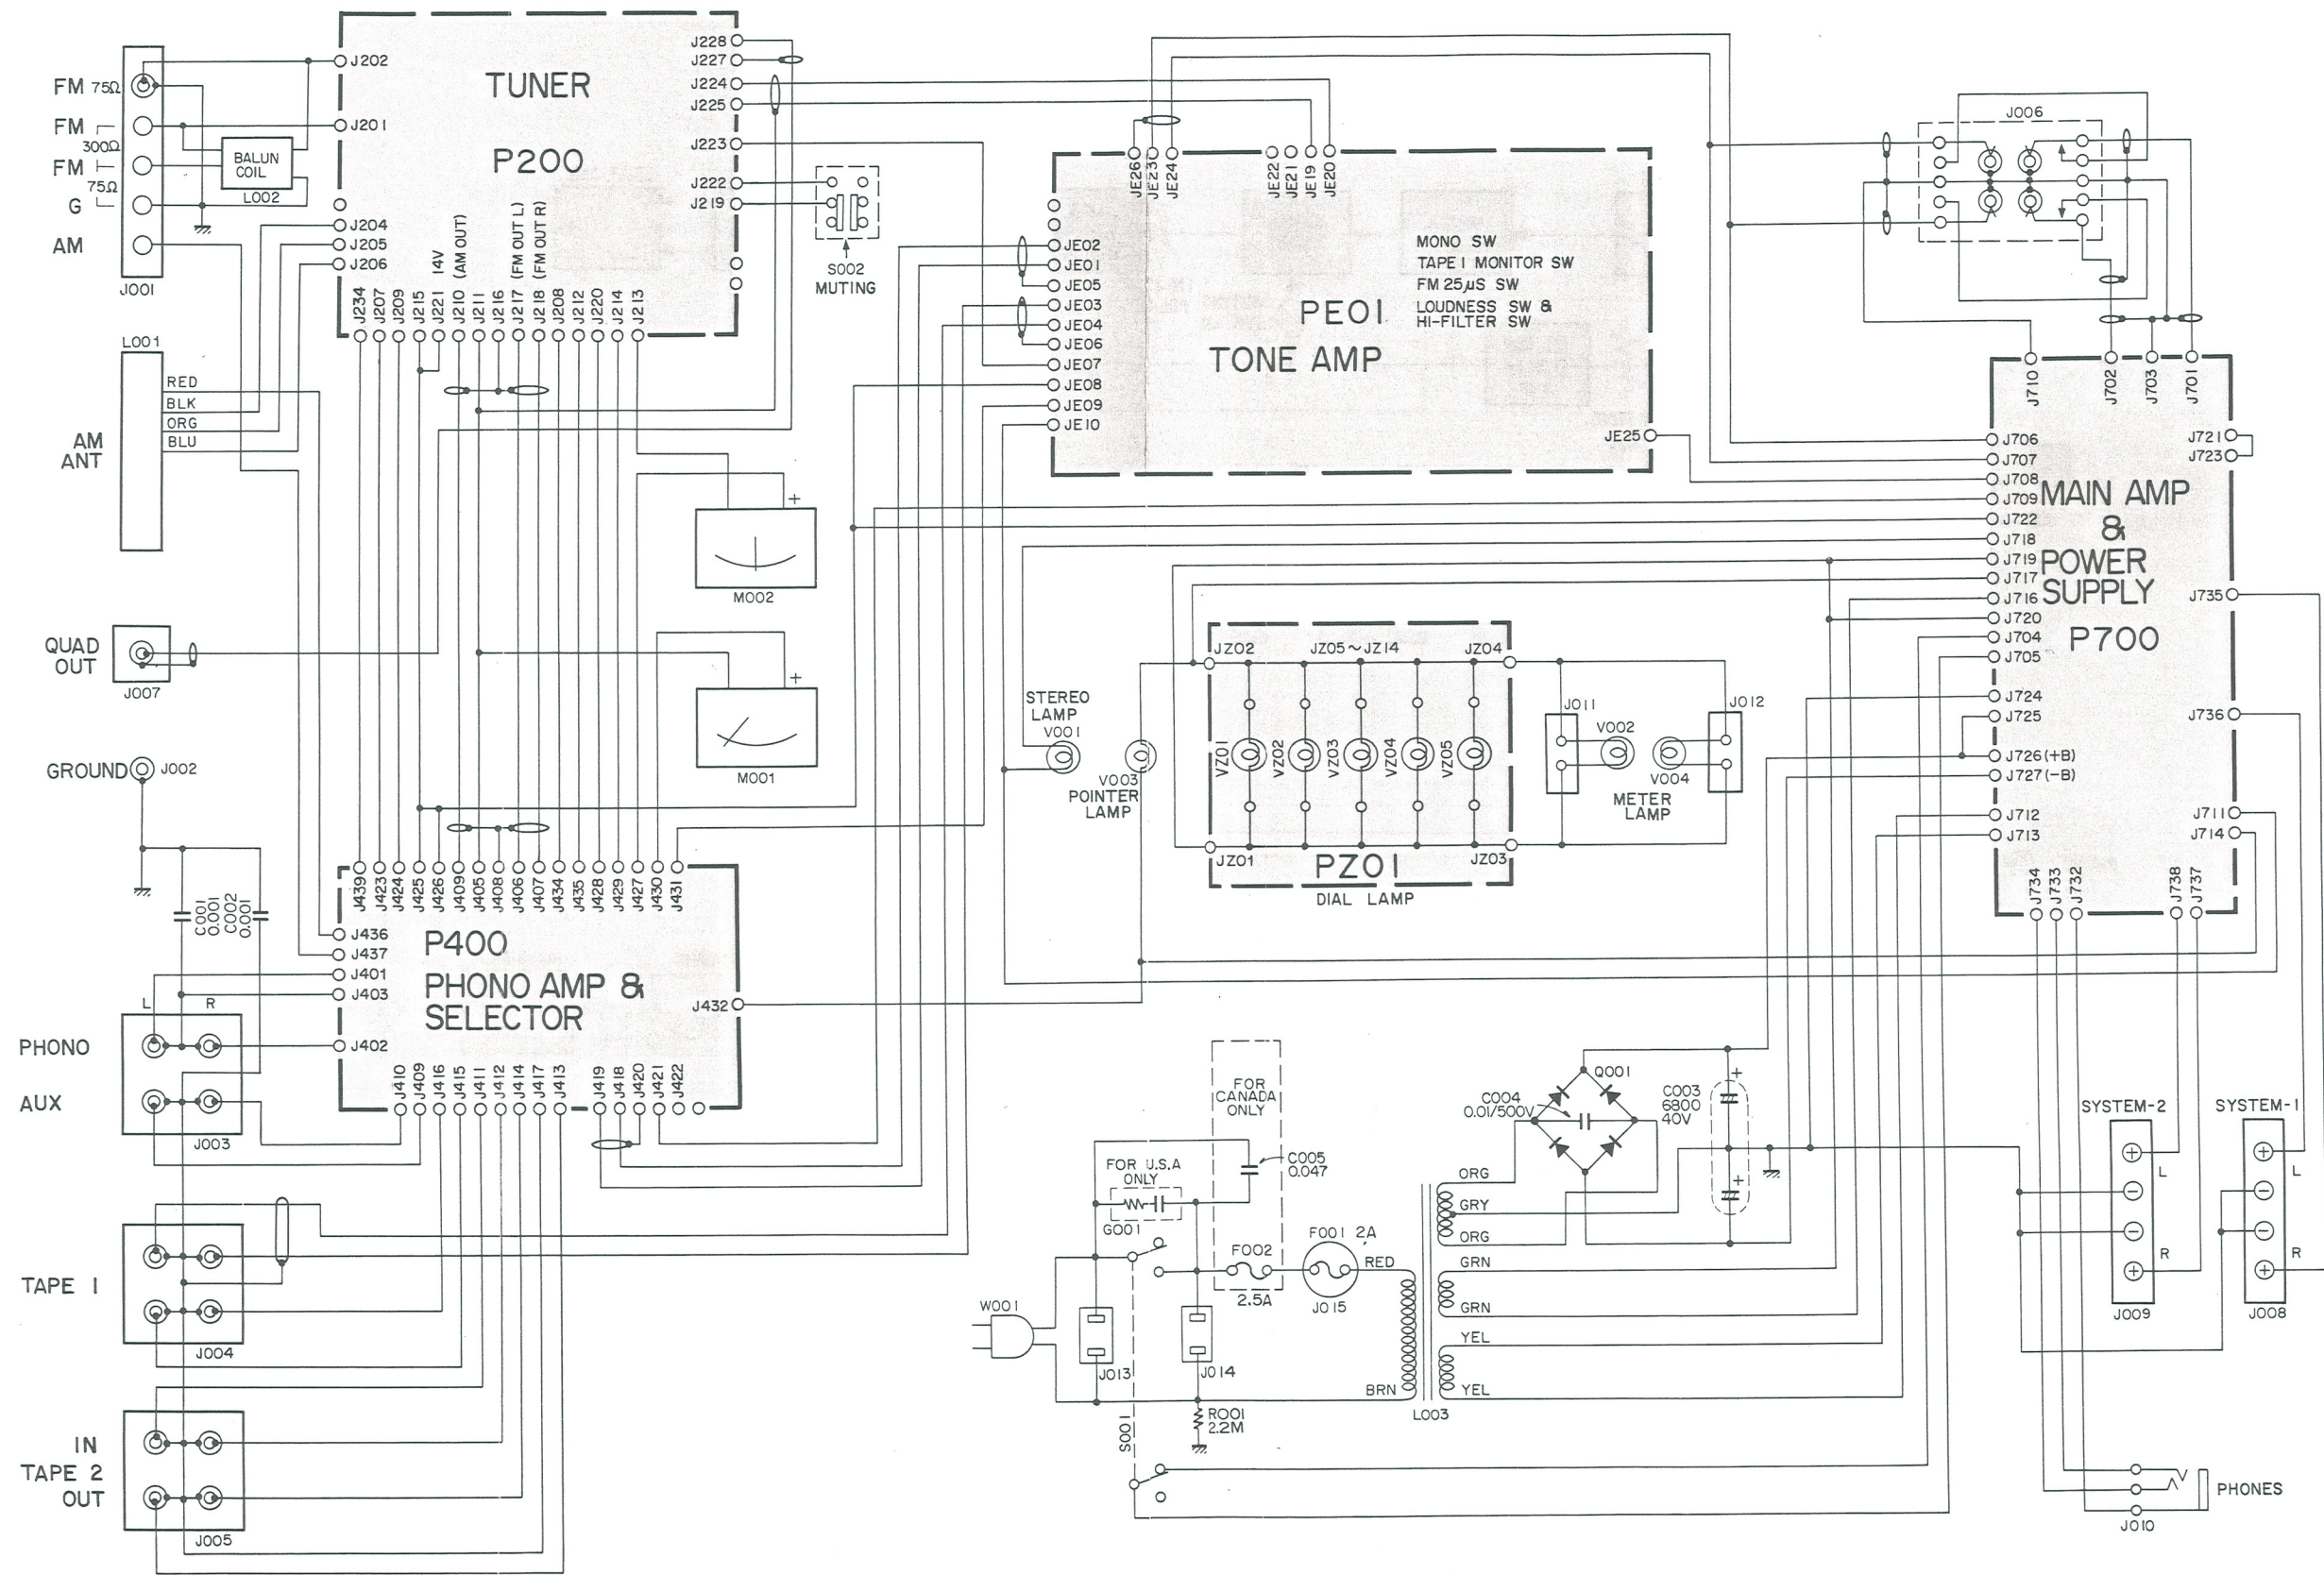 FM 75Ω
FM
300Ω
FM
75Ω
G
AM
J001
BALUN
COIL
L002
J202
J201
J204
J205
J206
TUNER
P200
J228
J227
J224
J225
J223
J222
J219
S002
MUTING
14V
(AM OUT)
(FM OUT L)
(FM OUT R)
J234
J207
J209
J215
J221
J210
J211
J216
J217
J218
J208
J212
J220
J214
J213
L001
RED
BLK
ORG
BLU
AM
ANT
QUAD
OUT
J007
GROUND
J002
C001
0.001
C002
0.001
M002
+
M001
+
JE26
JE23
JE24
JE22
JE21
JE19
JE20
JE02
JE01
JE05
JE03
JE04
JE06
JE07
JE08
JE09
JE10
JE25
PE01
TONE AMP
MONO SW
TAPE 1 MONITOR SW
FM 25µS SW
LOUDNESS SW &
HI-FILTER SW
J006
J710
J702
J703
J701
J706
J707
J708
J709
J722
J718
J719
J717
J716
J720
J704
J705
J724
J725
J726(+B)
J727(-B)
J712
J713
J721
J723
J735
J736
J711
J714
J734
J733
J732
J738
J737
MAIN AMP
&
POWER
SUPPLY
P700
STEREO
LAMP
V001
V003
POINTER
LAMP
JZ02
JZ05~JZ14
JZ04
VZ01
VZ02
VZ03
VZ04
VZ05
JZ01
JZ03
PZ01
DIAL LAMP
J011
V002
V004
J012
METER
LAMP
J439
J423
J424
J425
J426
J409
J405
J408
J406
J407
J434
J435
J428
J429
J427
J430
J431
J436
J437
J401
J403
J402
J432
P400
PHONO AMP &
SELECTOR
J410
J409
J416
J415
J411
J412
J414
J417
J413
J419
J418
J420
J421
J422
L
R
PHONO
AUX
J003
TAPE 1
J004
IN
TAPE 2
OUT
J005
FOR
CANADA
ONLY
FOR U.S.A
ONLY
G001
C005
0.047
F002
2.5A
F001 2A
J015
RED
BRN
W001
J013
J014
R001
2.2M
S001
L003
ORG
GRY
ORG
GRN
GRN
YEL
YEL
C004
0.01/500V
Q001
C003
6800
40V
+
+
SYSTEM-2
SYSTEM-1
+
L
−
−
R
+
J009
+
L
−
−
R
+
J008
PHONES
J010